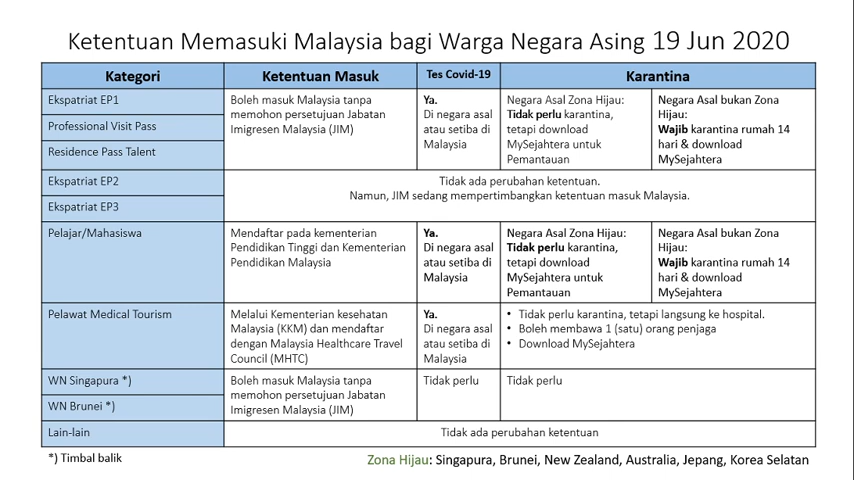 Ketentuan Memasuki Malaysia bagi Warga Negara Asing 19 Jun 2020
Kategori
Ketentuan Masuk
Tes Covid-19
Karantina
Ekspatriat EP1
Professional Visit Pass
Residence Pass Talent
Boleh masuk Malaysia tanpa
memohon persetujuan Jabatan
Imigresen Malaysia (JIM)
Ya.
Di negara asal
atau setiba di
Malaysia
Negara Asal Zona Hijau:
Tidak perlu karantina,
tetapi download
MySejahtera untuk
Pemantauan
Negara Asal bukan Zona
Hijau:
Wajib karantina rumah 14
hari & download
MySejahtera
Ekspatriat EP2
Ekspatriat EP3
Tidak ada perubahan ketentuan.
Namun, JIM sedang mempertimbangkan ketentuan masuk Malaysia.
Pelajar/Mahasiswa
Mendaftar pada kementerian
Pendidikan Tinggi dan Kementerian
Pendidikan Malaysia
Ya.
Di negara asal
atau setiba di
Malaysia
Negara Asal Zona Hijau:
Tidak perlu karantina,
tetapi download
MySejahtera untuk
Pemantauan
Negara Asal bukan Zona
Hijau:
Wajib karantina rumah 14
hari & download
MySejahtera
Pelawat Medical Tourism
Melalui Kementerian kesehatan
Malaysia (KKM) dan mendaftar
dengan Malaysia Healthcare Travel
Council (MHTC)
Ya.
Di negara asal
atau setiba di
Malaysia
• Tidak perlu karantina, tetapi langsung ke hospital.
• Boleh membawa 1 (satu) orang penjaga
• Download MySejahtera
WN Singapura *)
WN Brunei *)
Boleh masuk Malaysia tanpa
memohon persetujuan Jabatan
Imigresen Malaysia (JIM)
Tidak perlu
Tidak perlu
Lain-lain
Tidak ada perubahan ketentuan
*) Timbal balik
Zona Hijau: Singapura, Brunei, New Zealand, Australia, Jepang, Korea Selatan